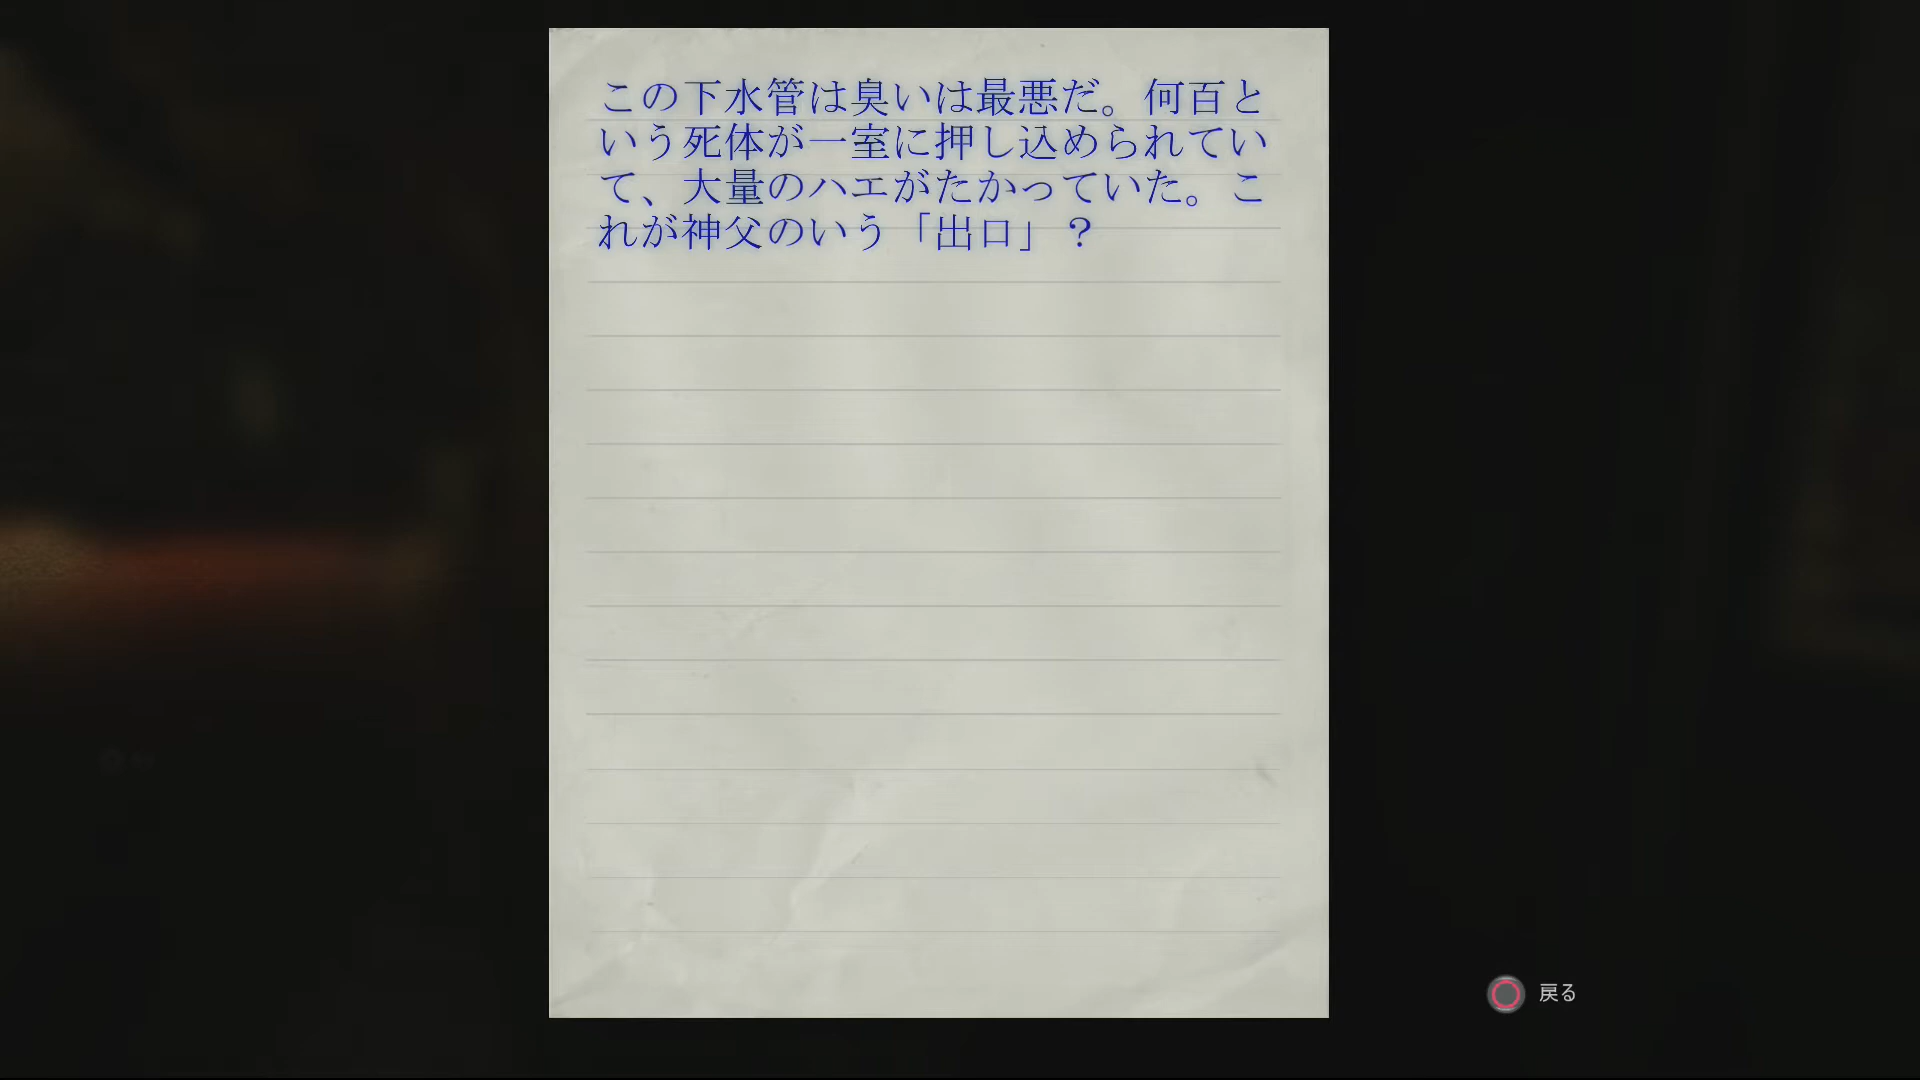 この下水管は臭いは最悪だ。何百と
いう死体が一室に押し込められてい
て、大量のハエがたかっていた。こ
れが神父のいう「出口」？
戻る